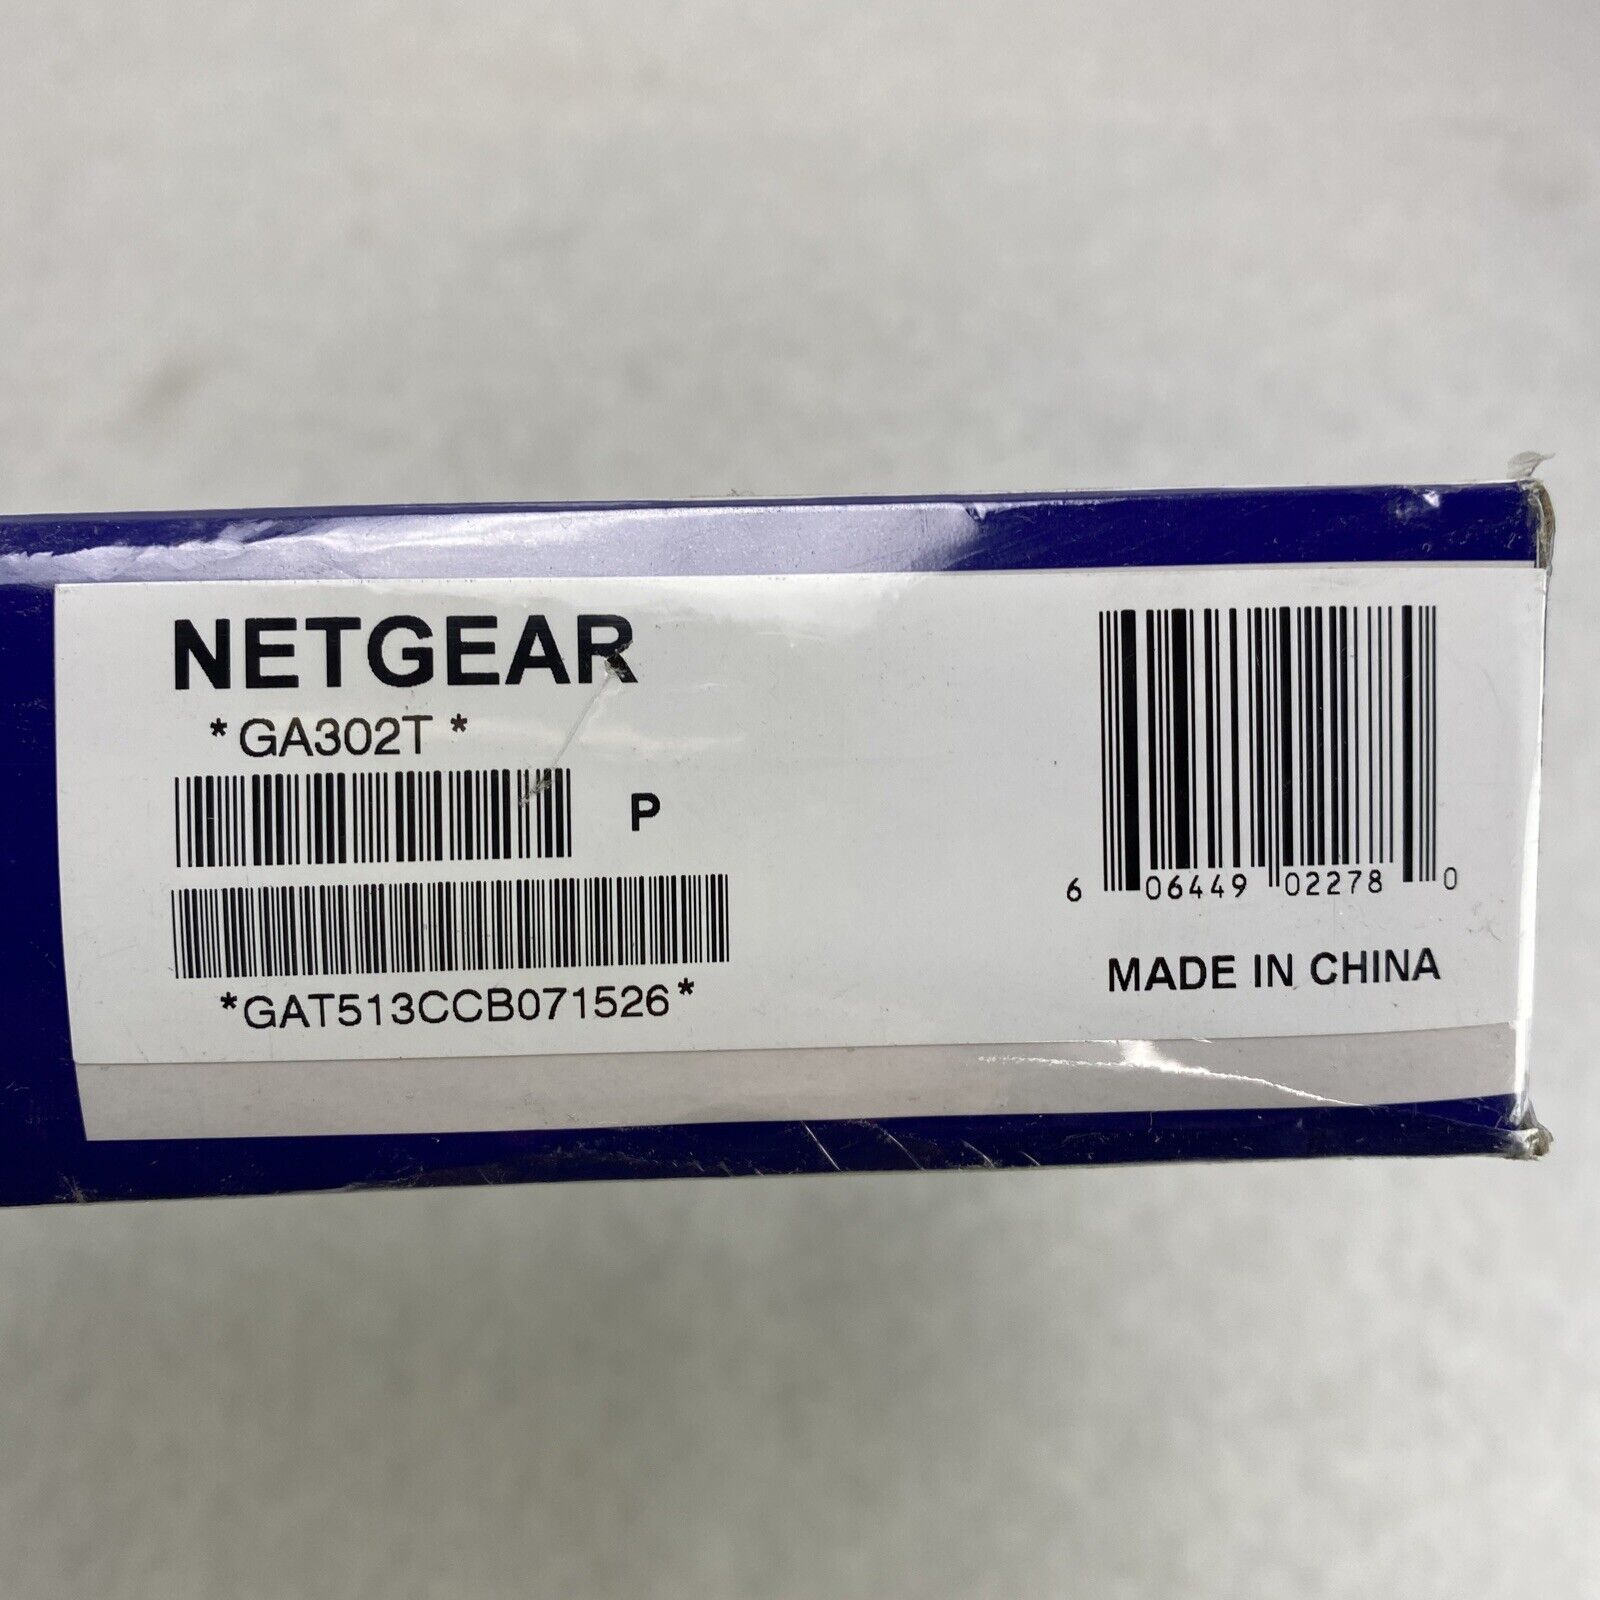 NETGEAR
*GA302T*
P
*GAT513CCB071526*
6 06449 02278 0
MADE IN CHINA